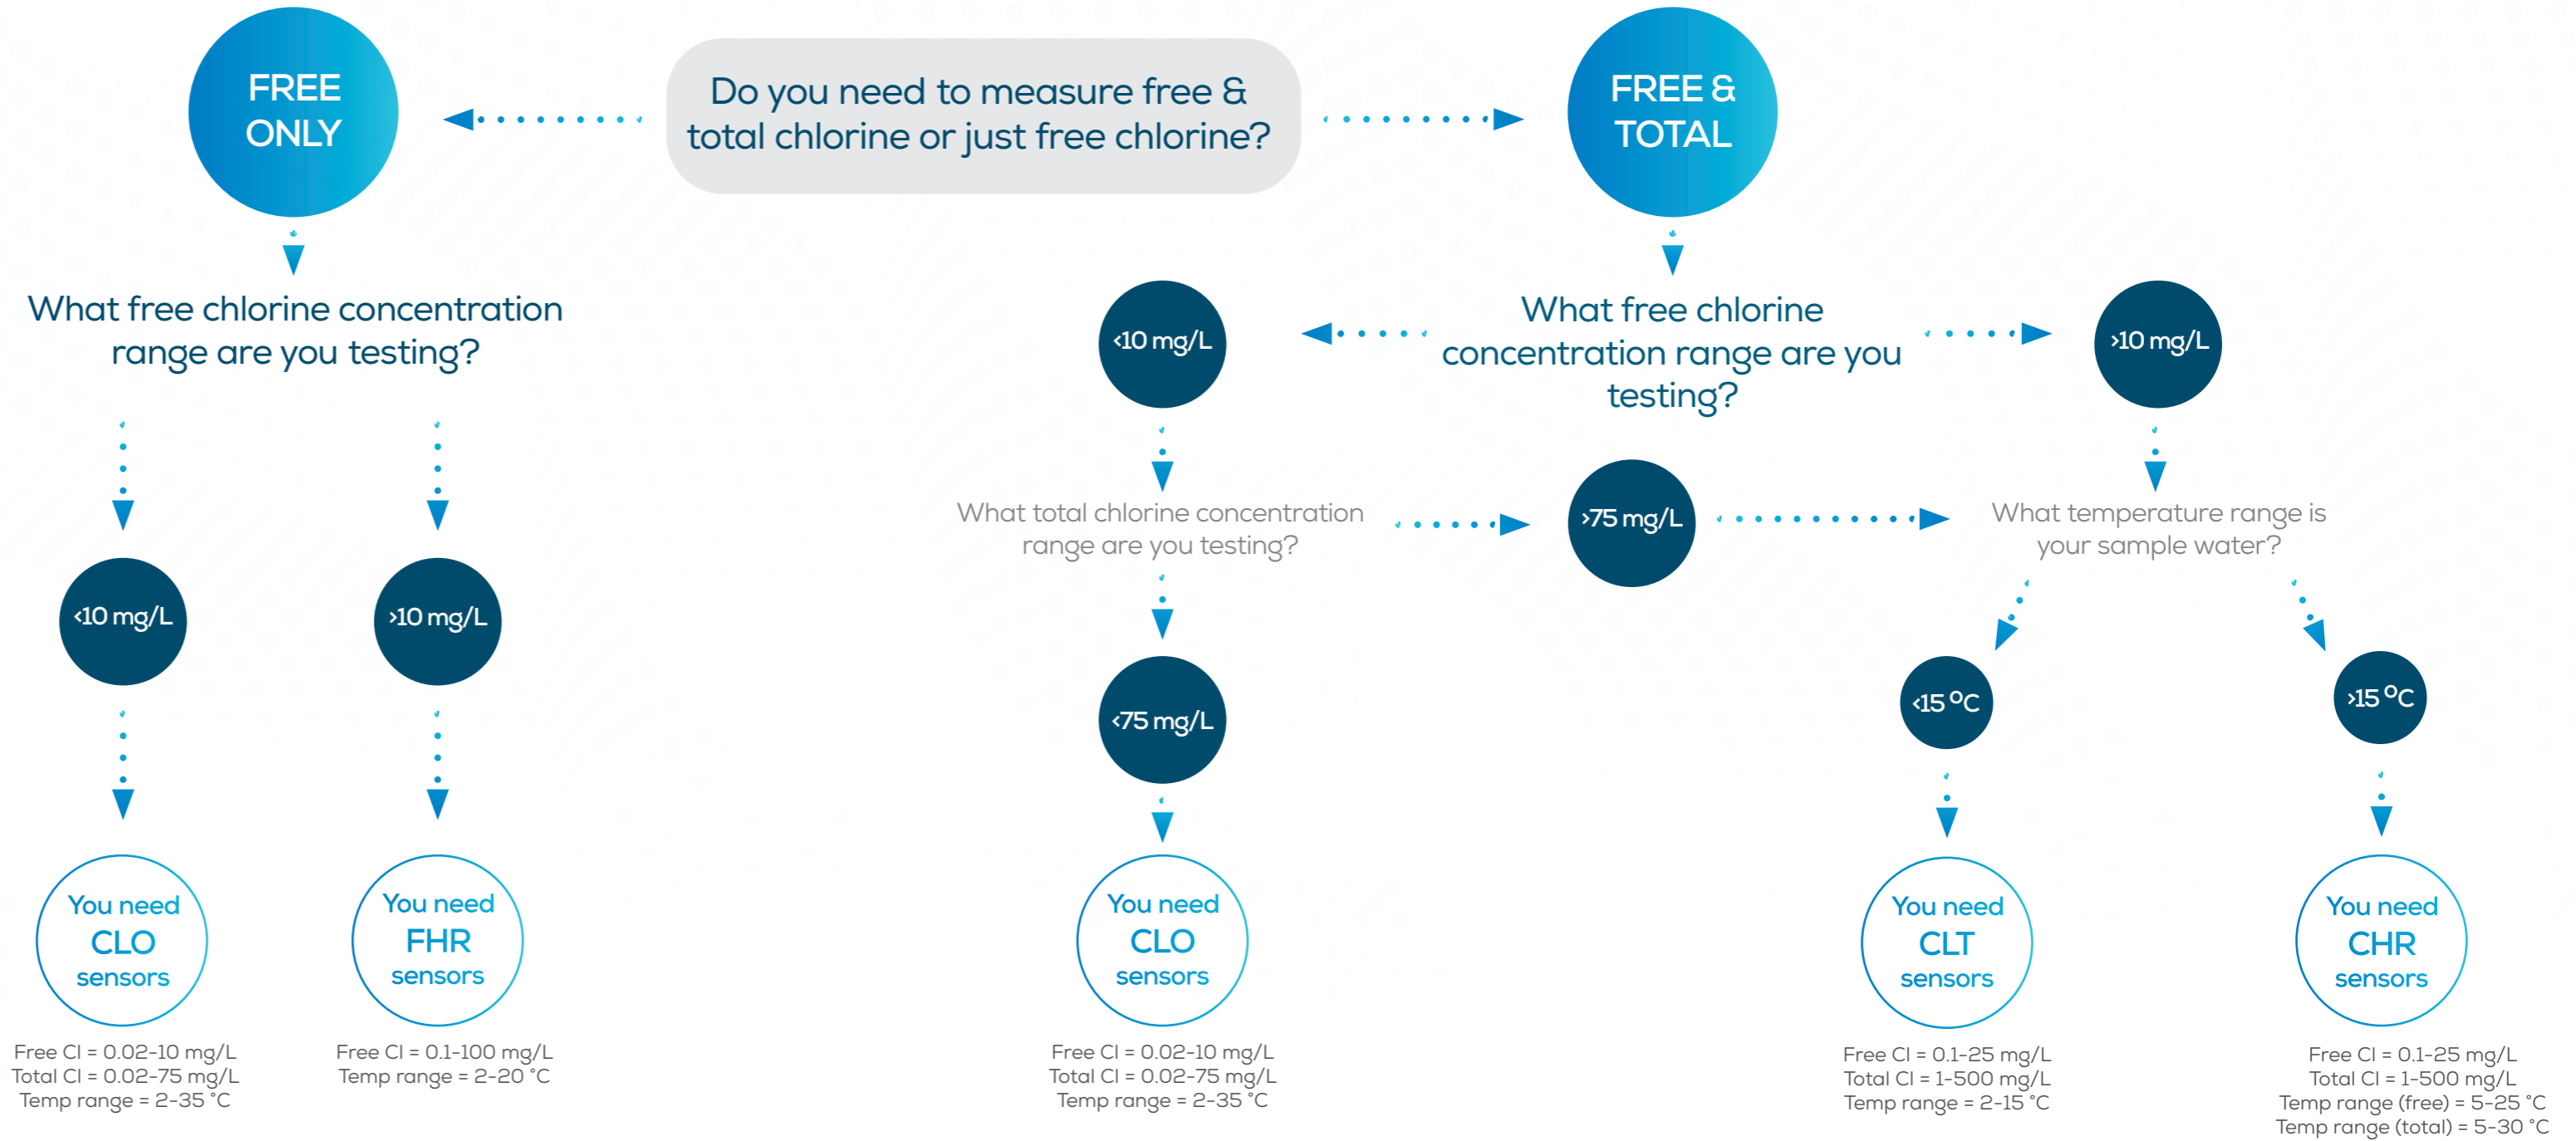 FREE
ONLY
Do you need to measure free &
total chlorine or just free chlorine?
FREE &
TOTAL
What free chlorine concentration
range are you testing?
<10 mg/L
What free chlorine
concentration range are you
testing?
>10 mg/L
What total chlorine concentration
range are you testing?
>75 mg/L
What temperature range is
your sample water?
<10 mg/L
>10 mg/L
<75 mg/L
<15 °C
>15 °C
You need
CLO
sensors
You need
FHR
sensors
You need
CLO
sensors
You need
CLT
sensors
You need
CHR
sensors
Free Cl = 0.02-10 mg/L
Total Cl = 0.02-75 mg/L
Temp range = 2-35 °C
Free Cl = 0.1-100 mg/L
Temp range = 2-20 °C
Free Cl = 0.02-10 mg/L
Total Cl = 0.02-75 mg/L
Temp range = 2-35 °C
Free Cl = 0.1-25 mg/L
Total Cl = 1-500 mg/L
Temp range = 2-15 °C
Free Cl = 0.1-25 mg/L
Total Cl = 1-500 mg/L
Temp range (free) = 5-25 °C
Temp range (total) = 5-30 °C